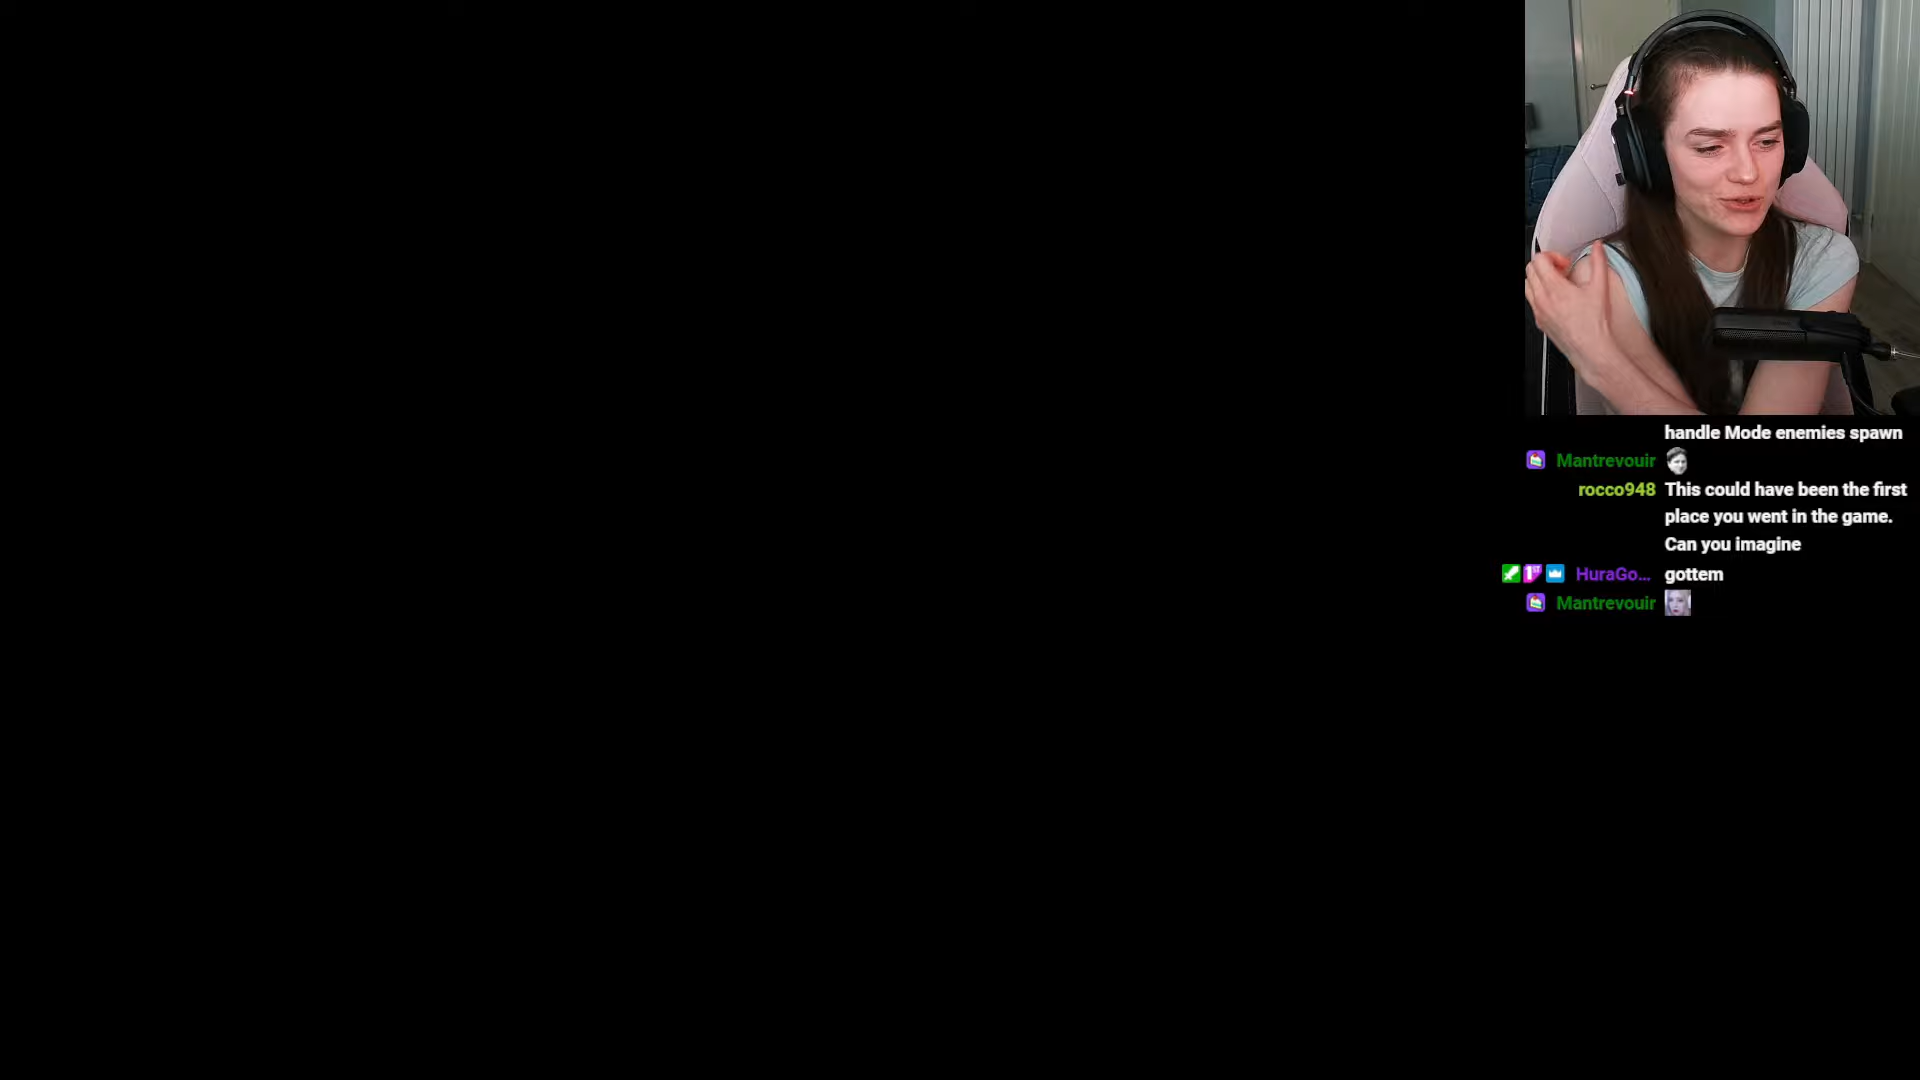 handle Mode enemies spawn
Mantrevouir
rocco948 This could have been the first
place you went in the game.
Can you imagine
HuraGo... gottem
Mantrevouir